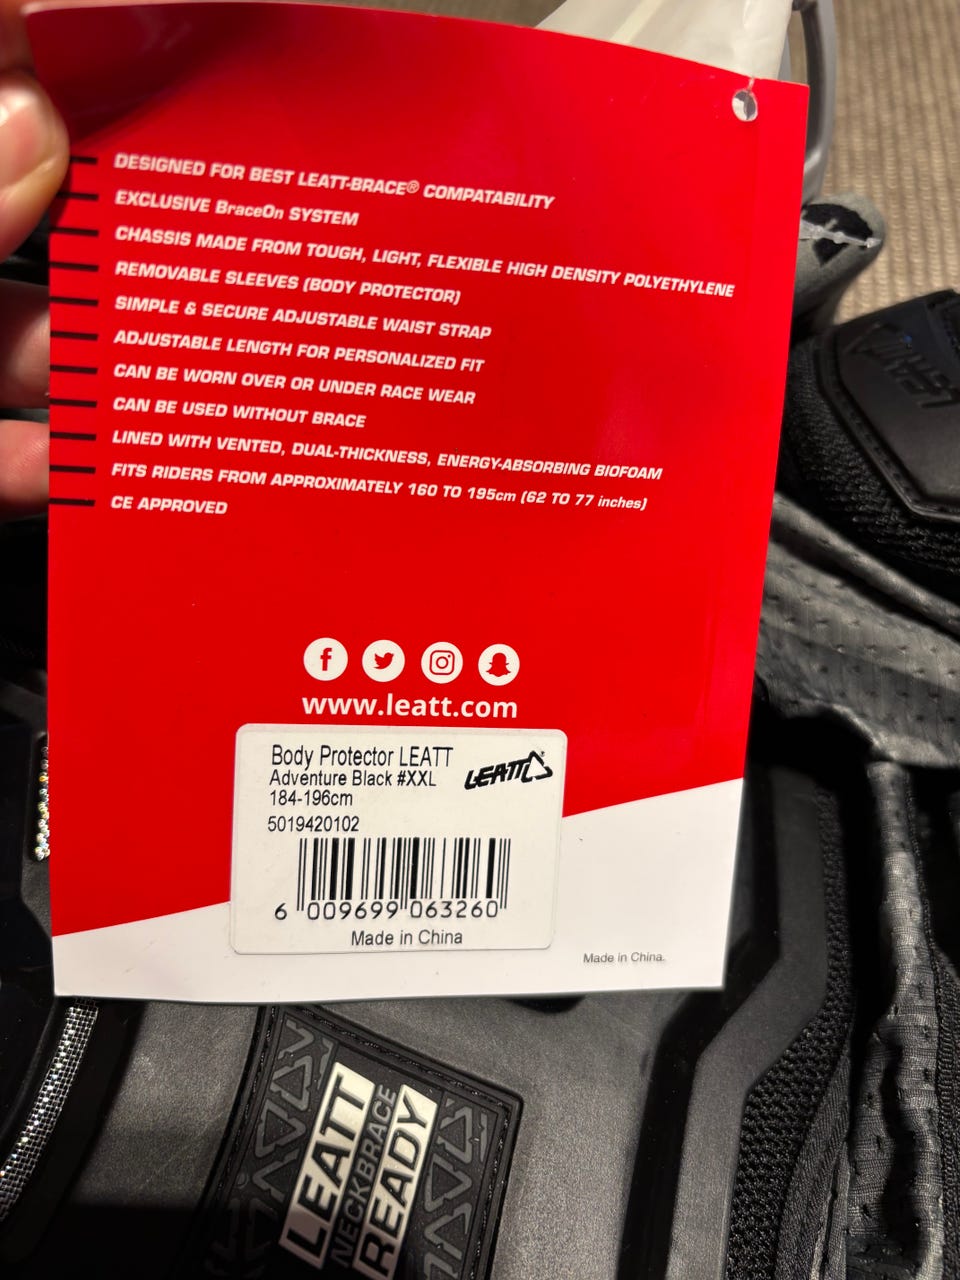 DESIGNED FOR BEST LEATT-BRACE® COMPATABILITY
EXCLUSIVE BraceOn SYSTEM
CHASSIS MADE FROM TOUGH, LIGHT, FLEXIBLE HIGH DENSITY POLYETHYLENE
REMOVABLE SLEEVES (BODY PROTECTOR)
SIMPLE & SECURE ADJUSTABLE WAIST STRAP
ADJUSTABLE LENGTH FOR PERSONALIZED FIT
CAN BE WORN OVER OR UNDER RACE WEAR
CAN BE USED WITHOUT BRACE
LINED WITH VENTED, DUAL-THICKNESS, ENERGY-ABSORBING BIOFOAM
FITS RIDERS FROM APPROXIMATELY 160 TO 195cm (62 TO 77 inches)
CE APPROVED
www.leatt.com
Body Protector LEATT
Adventure Black #XXL
LEATT
184-196cm
5019420102
6 009699 063260
Made in China
Made in China.
LEATT
NECKBRACE
READY
LEATT